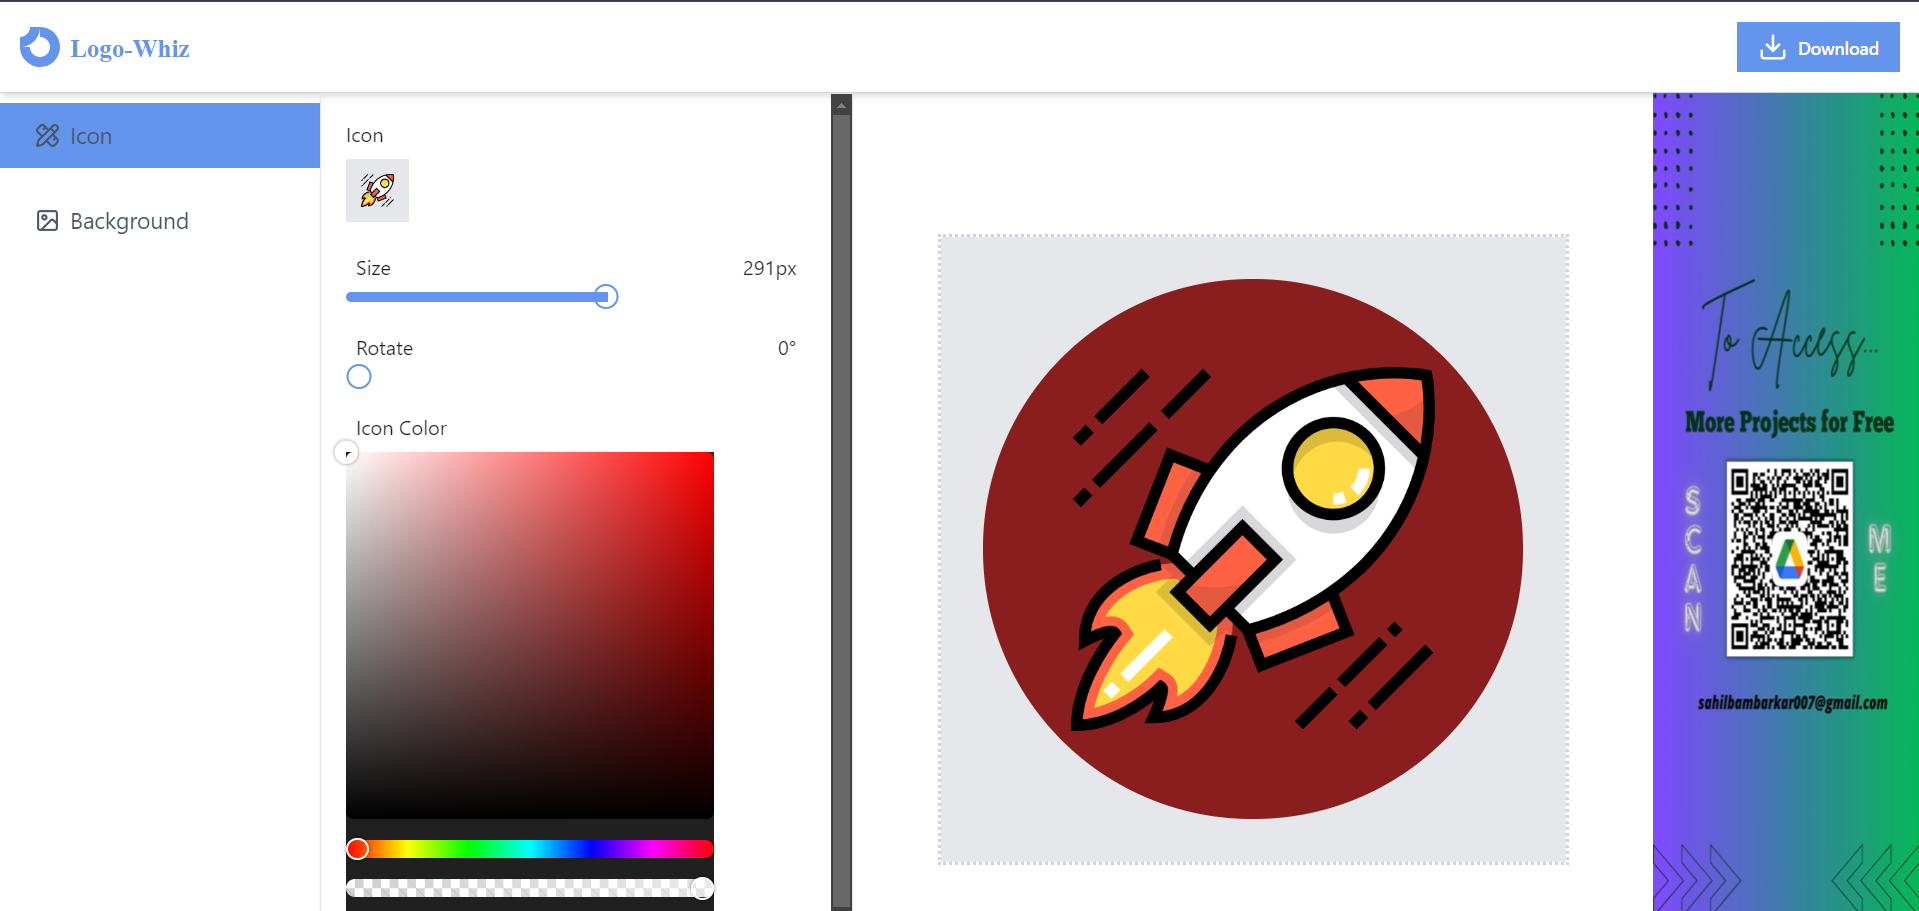 Logo-Whiz
Download
Icon
Background
Icon
Size
291px
Rotate
0°
Icon Color
To Access...
More Projects for Free
SCAN
ME
sahilbambarkar007@gmail.com